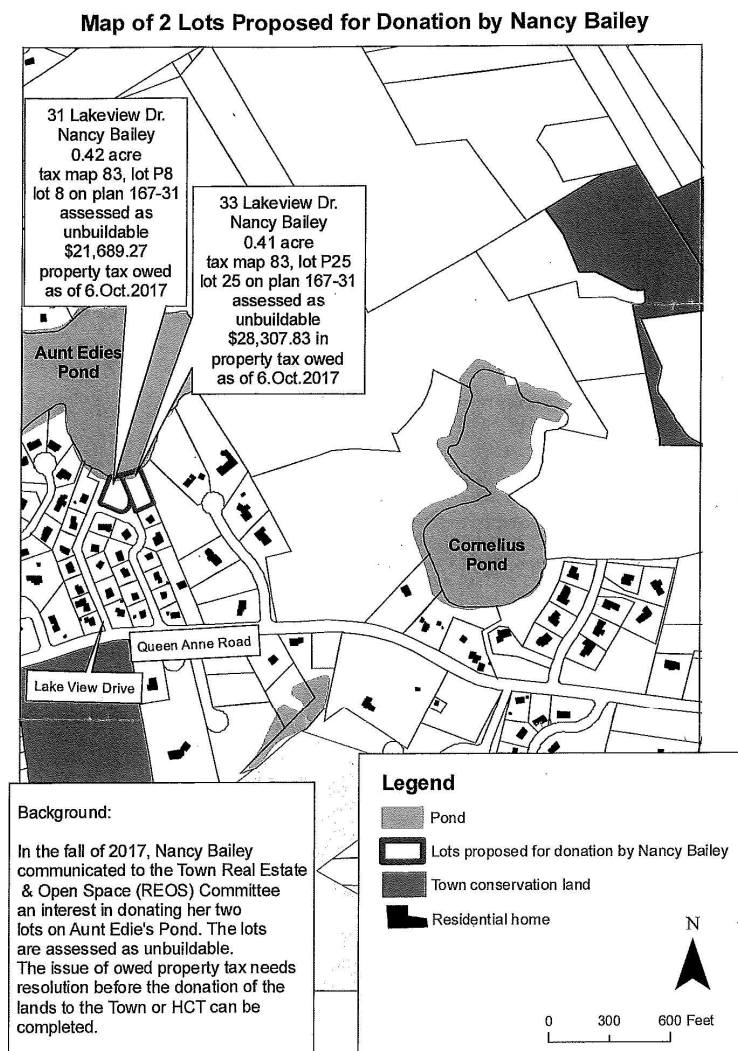 Map of 2 Lots Proposed for Donation by Nancy Bailey
31 Lakeview Dr.
Nancy Bailey
0.42 acre
tax map 83, lot P8
lot 8 on plan 167-31
assessed as
unbuildable
$21,689.27
property tax owed
as of 6.Oct.2017
33 Lakeview Dr.
Nancy Bailey
0.41 acre
tax map 83, lot P25
lot 25 on plan 167-31
assessed as
unbuildable
$28,307.83 in
property tax owed
as of 6.Oct.2017
Aunt Edies
Pond
Cornelius
Pond
Queen Anne Road
Lake View Drive
Background:
In the fall of 2017, Nancy Bailey
communicated to the Town Real Estate
& Open Space (REOS) Committee
an interest in donating her two
lots on Aunt Edie's Pond. The lots
are assessed as unbuildable.
The issue of owed property tax needs
resolution before the donation of the
lands to the Town or HCT can be
completed.
Legend
Pond
Lots proposed for donation by Nancy Bailey
Town conservation land
Residential home
N
0 300 600 Feet